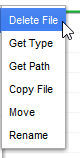 Delete File
Get Type
Get Path
Copy File
Move
Rename